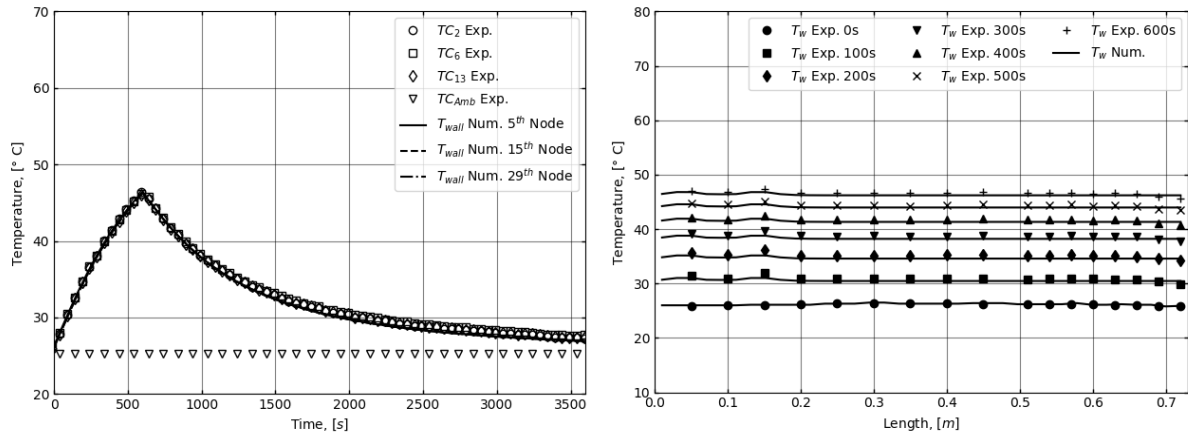 70
60
50
40
30
20
Temperature, [° C]
TC2 Exp.
TC6 Exp.
TC13 Exp.
TCAmb Exp.
Twall Num. 5th Node
Twall Num. 15th Node
Twall Num. 29th Node
0 500 1000 1500 2000 2500 3000 3500
Time, [s]
80
70
60
50
40
30
20
10
Temperature, [° C]
Tw Exp. 0s
Tw Exp. 100s
Tw Exp. 200s
Tw Exp. 300s
Tw Exp. 400s
Tw Exp. 500s
Tw Exp. 600s
Tw Num.
0.0 0.1 0.2 0.3 0.4 0.5 0.6 0.7
Length, [m]